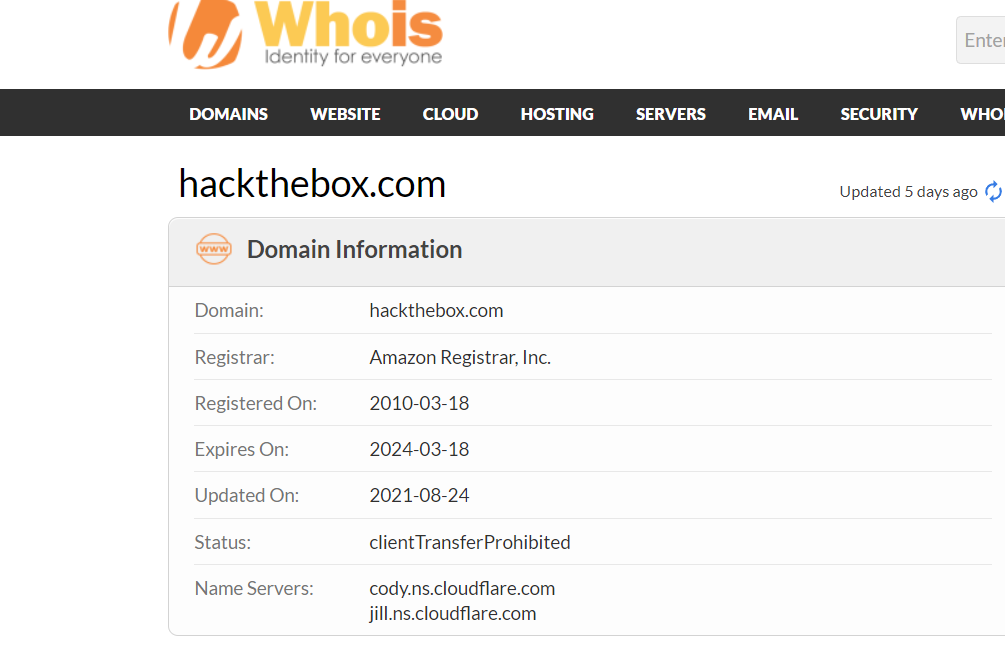 Whois
Identity for everyone
Enter
DOMAINS WEBSITE CLOUD HOSTING SERVERS EMAIL SECURITY
hackthebox.com
Updated 5 days ago
www
Domain Information
Domain: hackthebox.com
Registrar: Amazon Registrar, Inc.
Registered On: 2010-03-18
Expires On: 2024-03-18
Updated On: 2021-08-24
Status: clientTransferProhibited
Name Servers: cody.ns.cloudflare.com
jill.ns.cloudflare.com